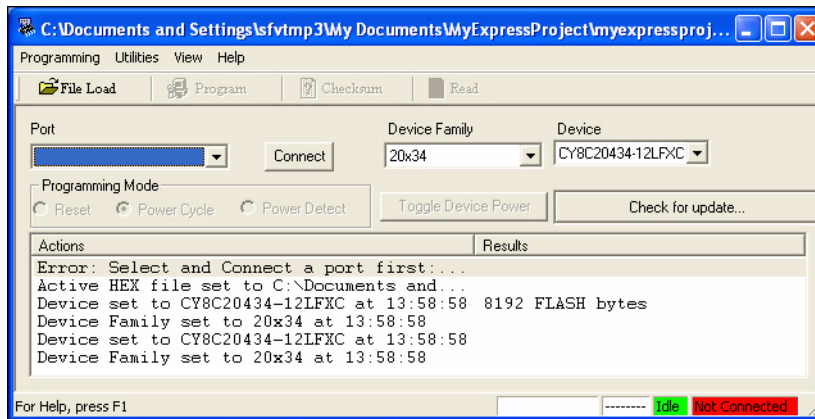 C:\Documents and Settings\sfvtmp3\My Documents\MyExpressProject\myexpressproj...
Programming Utilities View Help
File Load Program Checksum Read
Port Device Family Device
Connect 20x34 CY8C20434-12LFXC
Programming Mode
Reset Power Cycle Power Detect Toggle Device Power Check for update...
Actions Results
Error: Select and Connect a port first:...
Active HEX file set to C:\Documents and...
Device set to CY8C20434-12LFXC at 13:58:58 8192 FLASH bytes
Device Family set to 20x34 at 13:58:58
Device set to CY8C20434-12LFXC at 13:58:58
Device Family set to 20x34 at 13:58:58
For Help, press F1 -------- Idle Not Connected